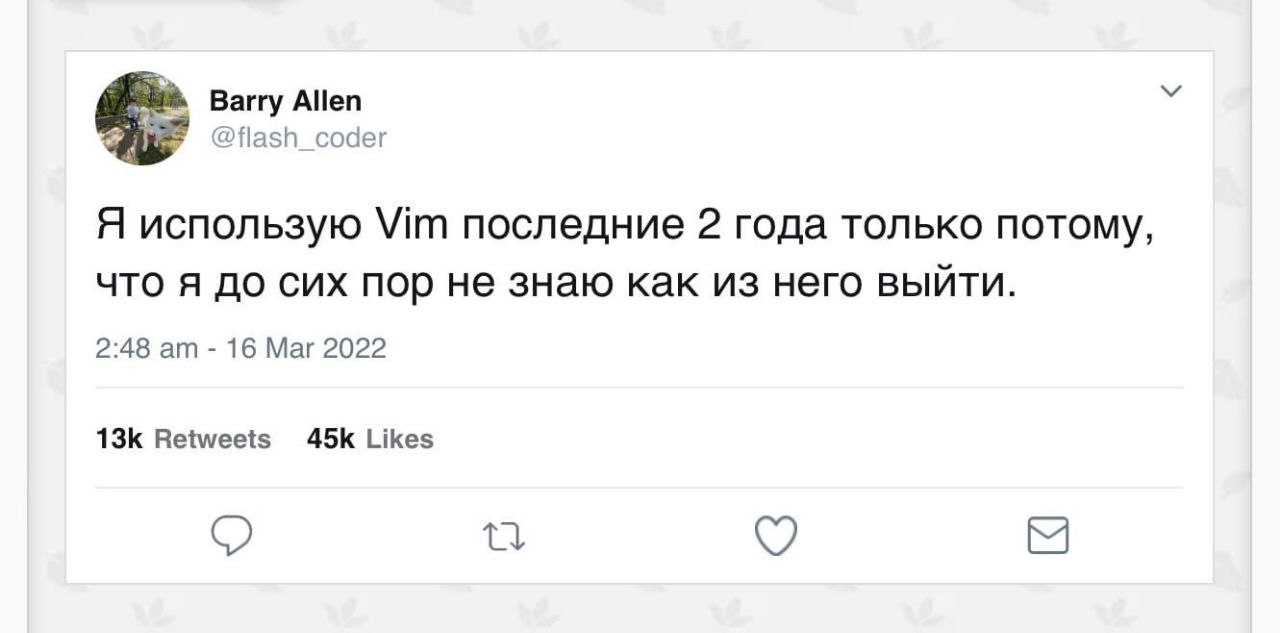 Barry Allen
@flash_coder
Я использую Vim последние 2 года только потому,
что я до сих пор не знаю как из него выйти.
2:48 am - 16 Mar 2022
13k Retweets 45k Likes